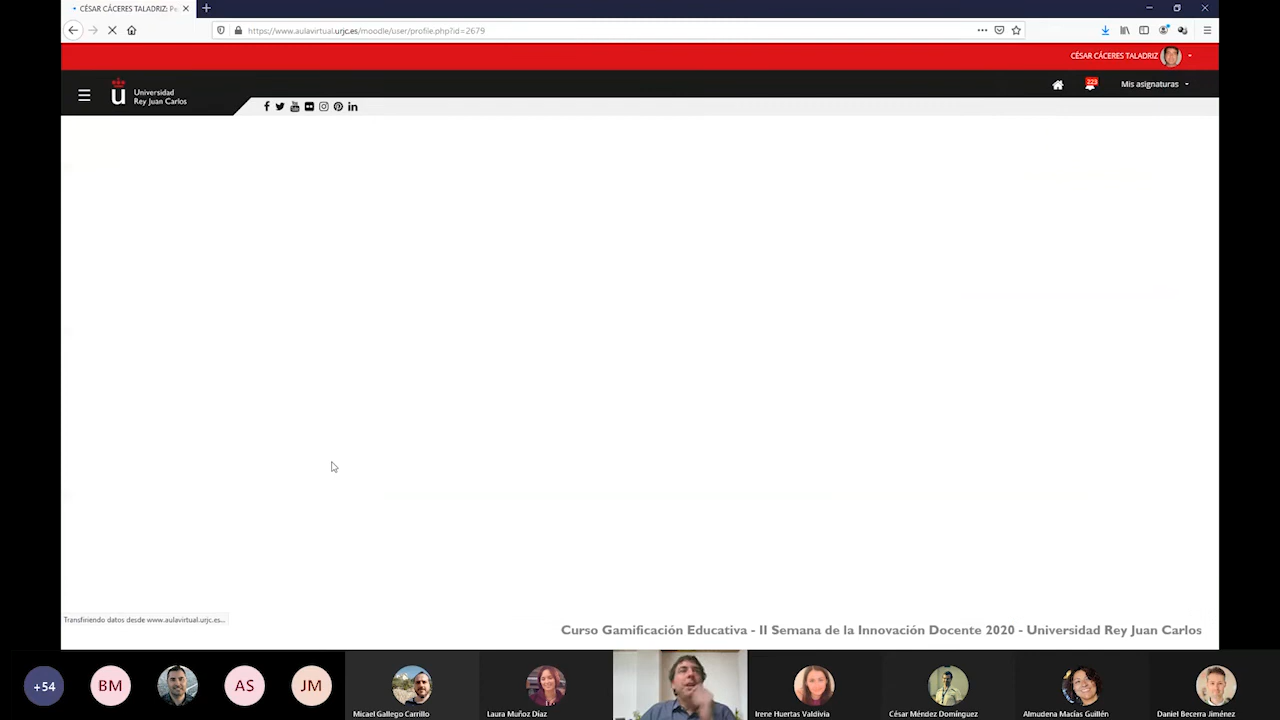 CÉSAR CÁCERES TALADRIZ: Pe
https://www.aulavirtual.urjc.es/moodle/user/profile.php?id=2679
CÉSAR CÁCERES TALADRIZ
Universidad
Rey Juan Carlos
223
Mis asignaturas
Transfiriendo datos desde www.aulavirtual.urjc.es...
Curso Gamificación Educativa - II Semana de la Innovación Docente 2020 - Universidad Rey Juan Carlos
+54
BM
AS
JM
Micael Gallego Carrillo
Laura Muñoz Díaz
Irene Huertas Valdivia
César Méndez Domínguez
Almudena Macías Guillén
Daniel Becerra Jiménez